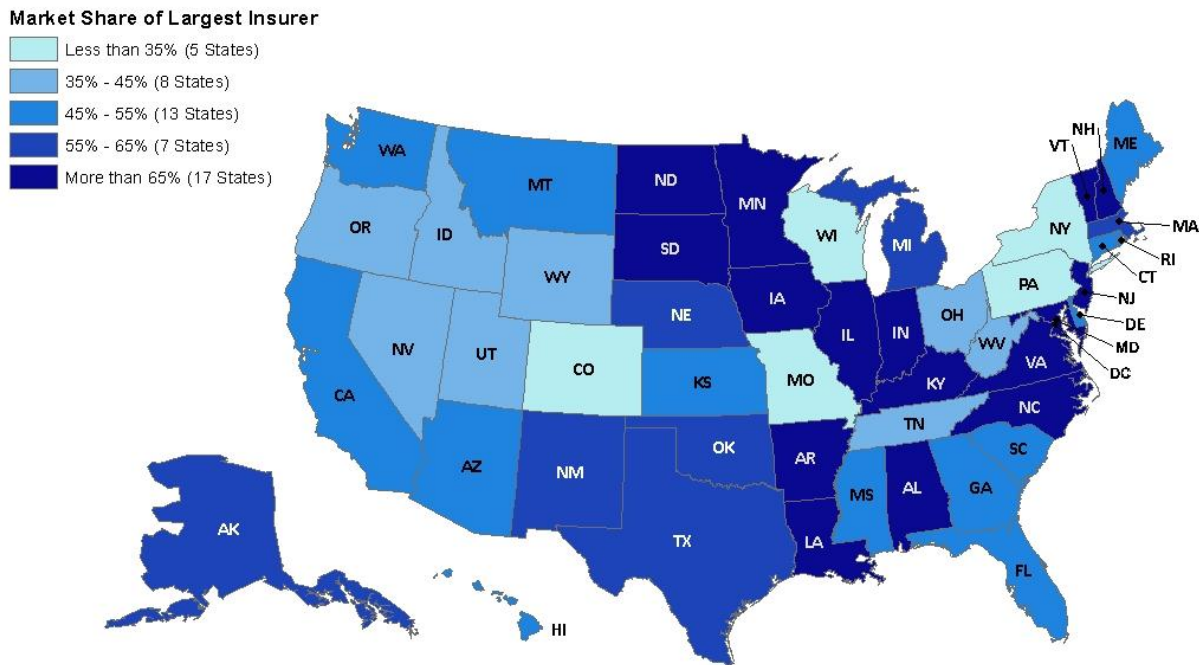 Market Share of Largest Insurer
Less than 35% (5 States)
35% - 45% (8 States)
45% - 55% (13 States)
55% - 65% (7 States)
More than 65% (17 States)
NH
VT
ME
WA
MT
ND
MN
OR
ID
WI
NY
MA
SD
MI
RI
WY
CT
PA
IA
NJ
NE
OH
DE
IL
IN
NV
UT
WV
MD
CO
VA
DC
KS
MO
KY
CA
NC
TN
OK
SC
AZ
NM
AR
MS
AL
GA
AK
TX
LA
FL
HI